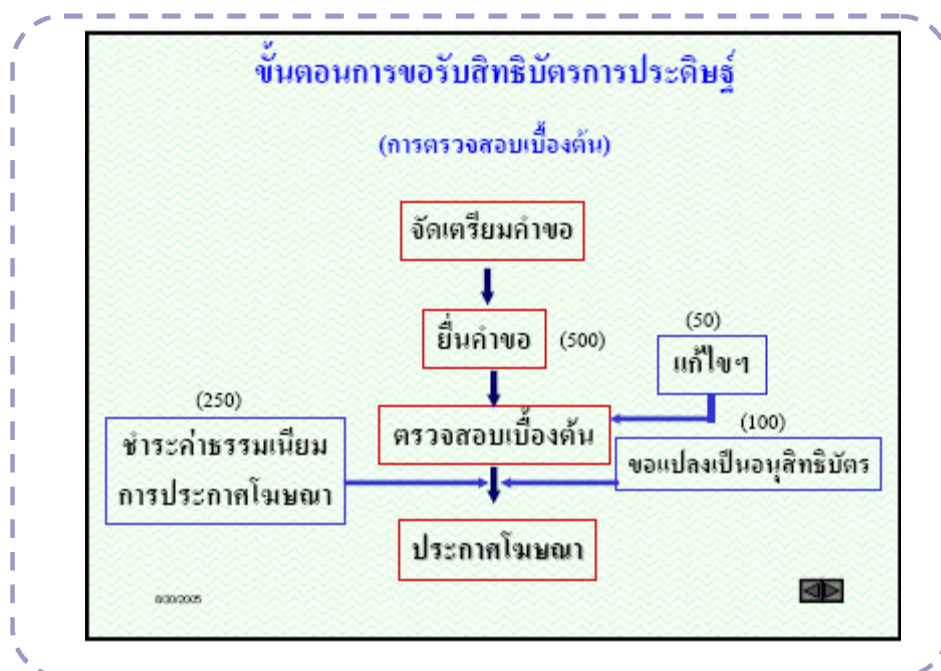 ขั้นตอนการขอรับสิทธิบัตรการประดิษฐ์
(การตรวจสอบเบื้องต้น)
จัดเตรียมคำขอ
ยื่นคำขอ
(500)
(50)
แก้ไขฯ
(250)
ชำระค่าธรรมเนียม
การประกาศโฆษณา
ตรวจสอบเบื้องต้น
(100)
ขอแปลงเป็นอนุสิทธิบัตร
ประกาศโฆษณา
8/30/2005